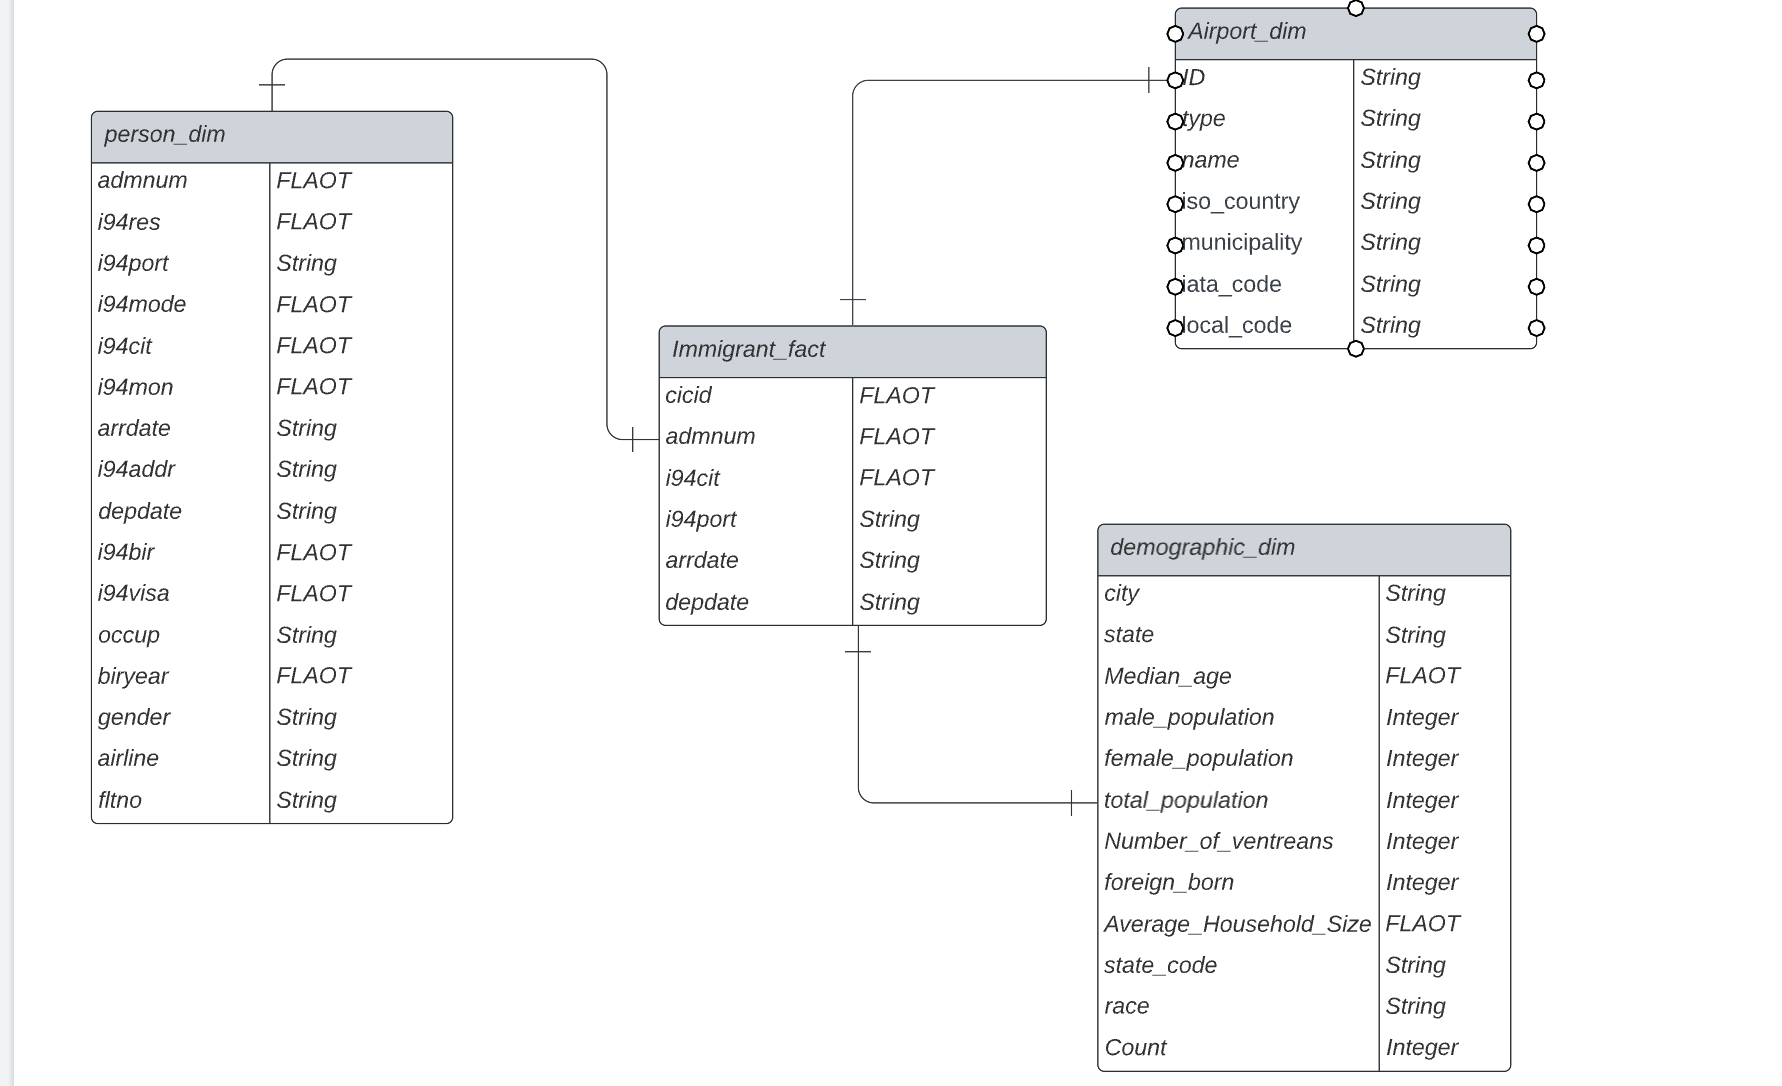 person_dim
admnum FLAOT
i94res FLAOT
i94port String
i94mode FLAOT
i94cit FLAOT
i94mon FLAOT
arrdate String
i94addr String
depdate String
i94bir FLAOT
i94visa FLAOT
occup String
biryear FLAOT
gender String
airline String
fltno String
Immigrant_fact
cicid FLAOT
admnum FLAOT
i94cit FLAOT
i94port String
arrdate String
depdate String
Airport_dim
ID String
type String
name String
iso_country String
municipality String
iata_code String
local_code String
demographic_dim
city String
state String
Median_age FLAOT
male_population Integer
female_population Integer
total_population Integer
Number_of_ventreans Integer
foreign_born Integer
Average_Household_Size FLAOT
state_code String
race String
Count Integer